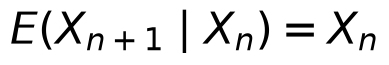 E(X_{n+1} | X_n) = X_n